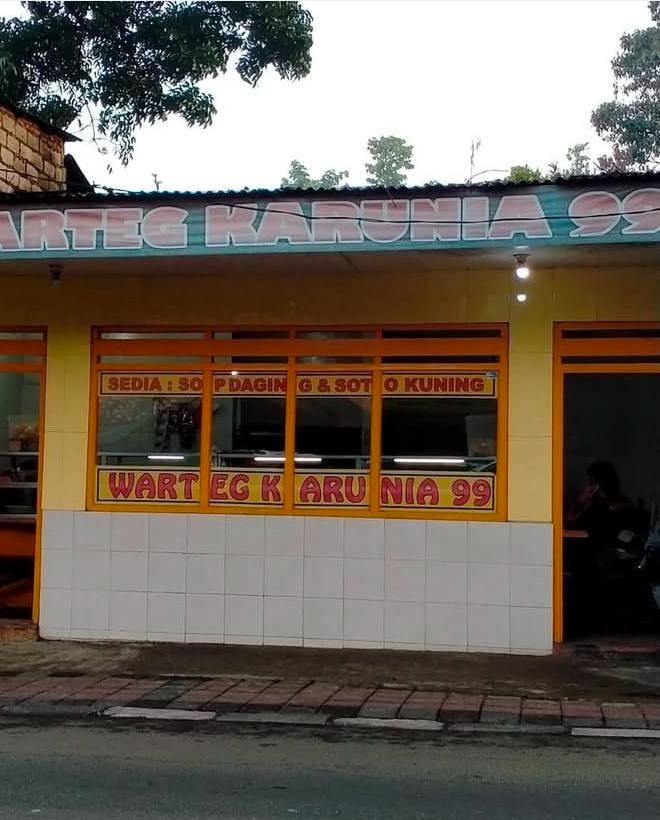 ARTEG KARUNIA 99
SEDIA : SOP DAGING & SOTO KUNING
WARTEG KARUNIA 99